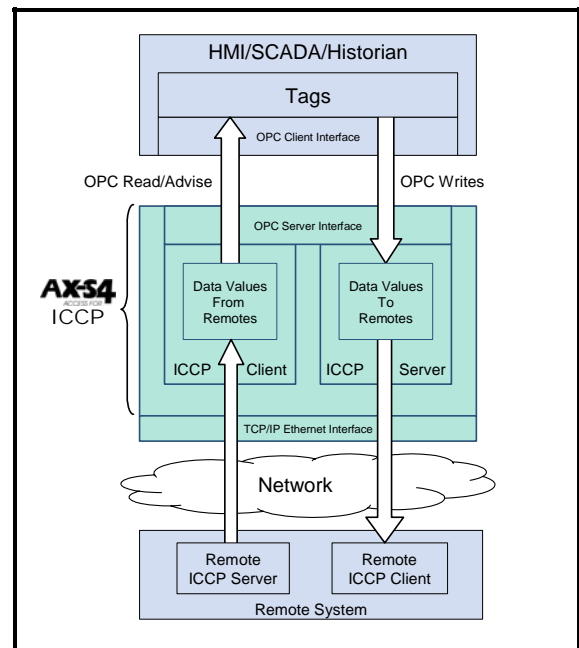 HMI/SCADA/Historian
Tags
OPC Client Interface
OPC Read/Advise
OPC Writes
OPC Server Interface
AX-S4
ACCESS FOR
ICCP
Data Values
From
Remotes
Data Values
To
Remotes
ICCP Client
ICCP Server
TCP/IP Ethernet Interface
Network
Remote
ICCP Server
Remote
ICCP Client
Remote System